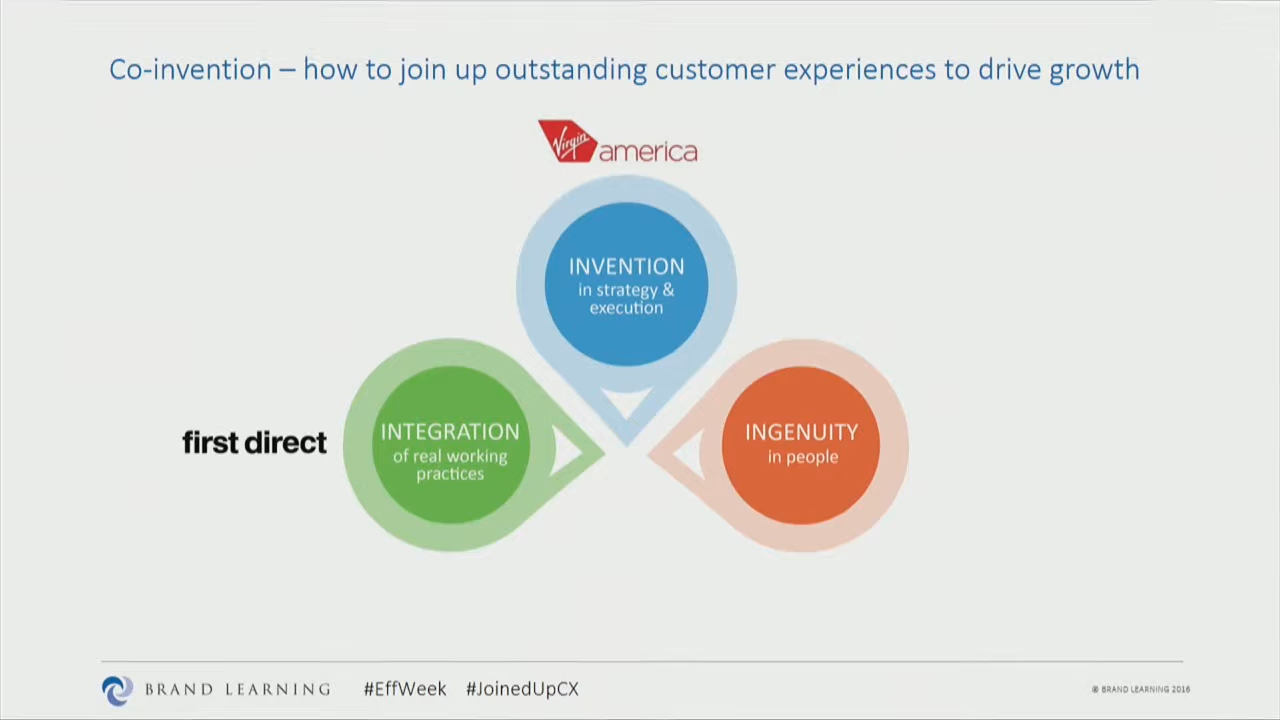 Co-invention – how to join up outstanding customer experiences to drive growth
Virgin america
INVENTION
in strategy &
execution
first direct
INTEGRATION
of real working
practices
INGENUITY
in people
BRAND LEARNING #EffWeek #JoinedUpCX
© BRAND LEARNING 2016